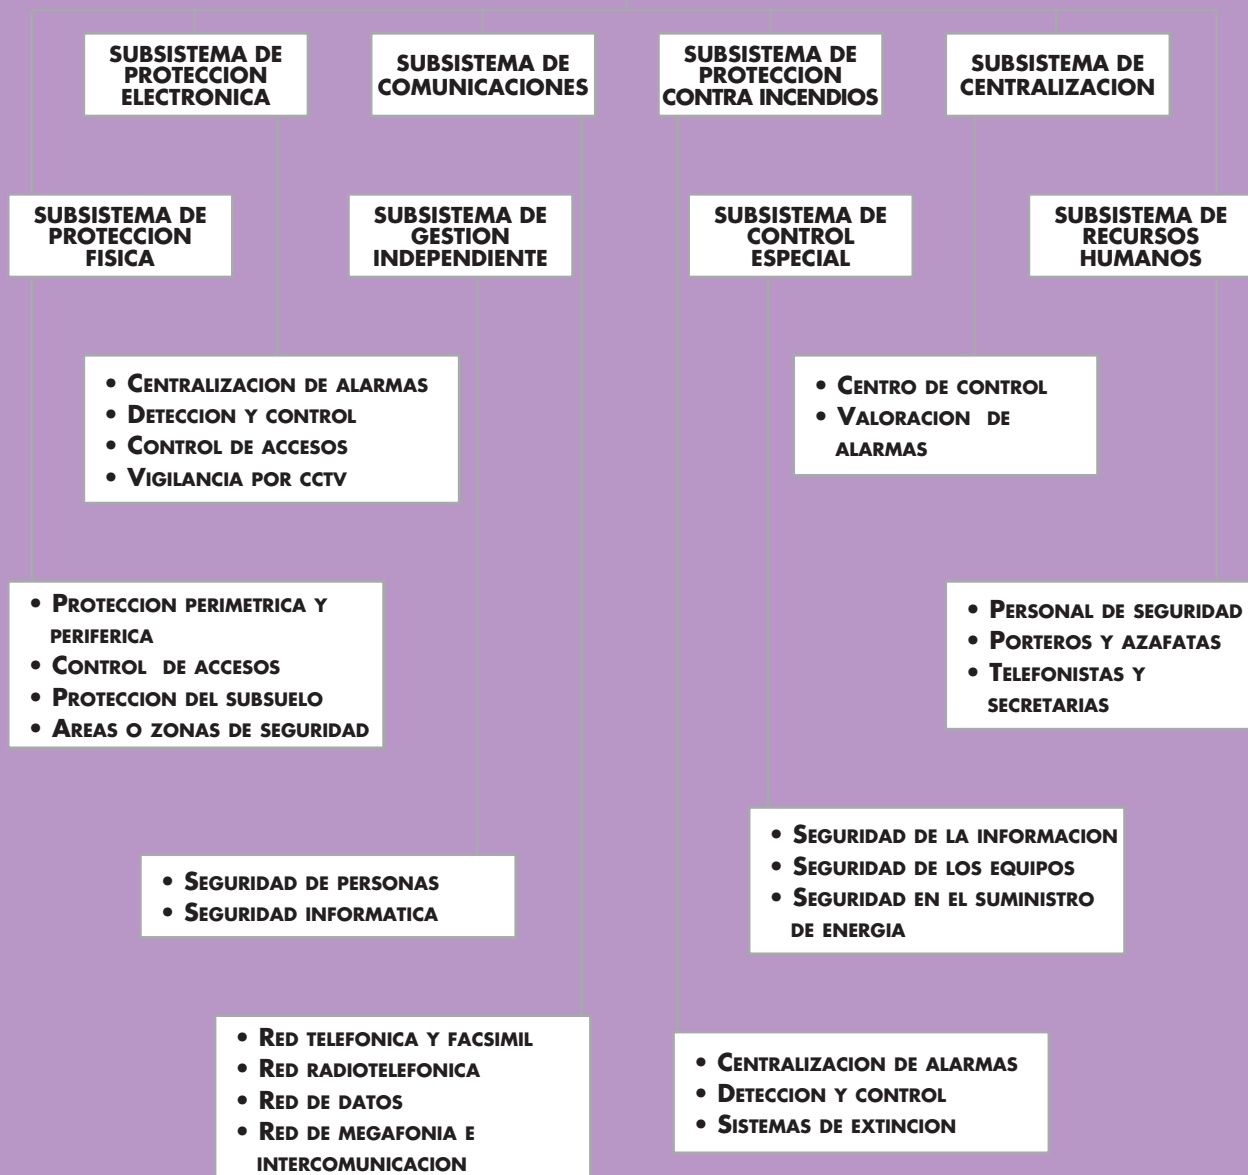 SUBSISTEMA DE
PROTECCION
ELECTRONICA
SUBSISTEMA DE
COMUNICACIONES
SUBSISTEMA DE
PROTECCION
CONTRA INCENDIOS
SUBSISTEMA DE
CENTRALIZACION
SUBSISTEMA DE
PROTECCION
FISICA
SUBSISTEMA DE
GESTION
INDEPENDIENTE
SUBSISTEMA DE
CONTROL
ESPECIAL
SUBSISTEMA DE
RECURSOS
HUMANOS
• CENTRALIZACION DE ALARMAS
• DETECCION Y CONTROL
• CONTROL DE ACCESOS
• VIGILANCIA POR CCTV
• CENTRO DE CONTROL
• VALORACION DE
ALARMAS
• PROTECCION PERIMETRICA Y
PERIFERICA
• CONTROL DE ACCESOS
• PROTECCION DEL SUBSUELO
• AREAS O ZONAS DE SEGURIDAD
• PERSONAL DE SEGURIDAD
• PORTEROS Y AZAFATAS
• TELEFONISTAS Y
SECRETARIAS
• SEGURIDAD DE PERSONAS
• SEGURIDAD INFORMATICA
• SEGURIDAD DE LA INFORMACION
• SEGURIDAD DE LOS EQUIPOS
• SEGURIDAD EN EL SUMINISTRO
DE ENERGIA
• RED TELEFONICA Y FACSIMIL
• RED RADIOTELEFONICA
• RED DE DATOS
• RED DE MEGAFONIA E
INTERCOMUNICACION
• CENTRALIZACION DE ALARMAS
• DETECCION Y CONTROL
• SISTEMAS DE EXTINCION